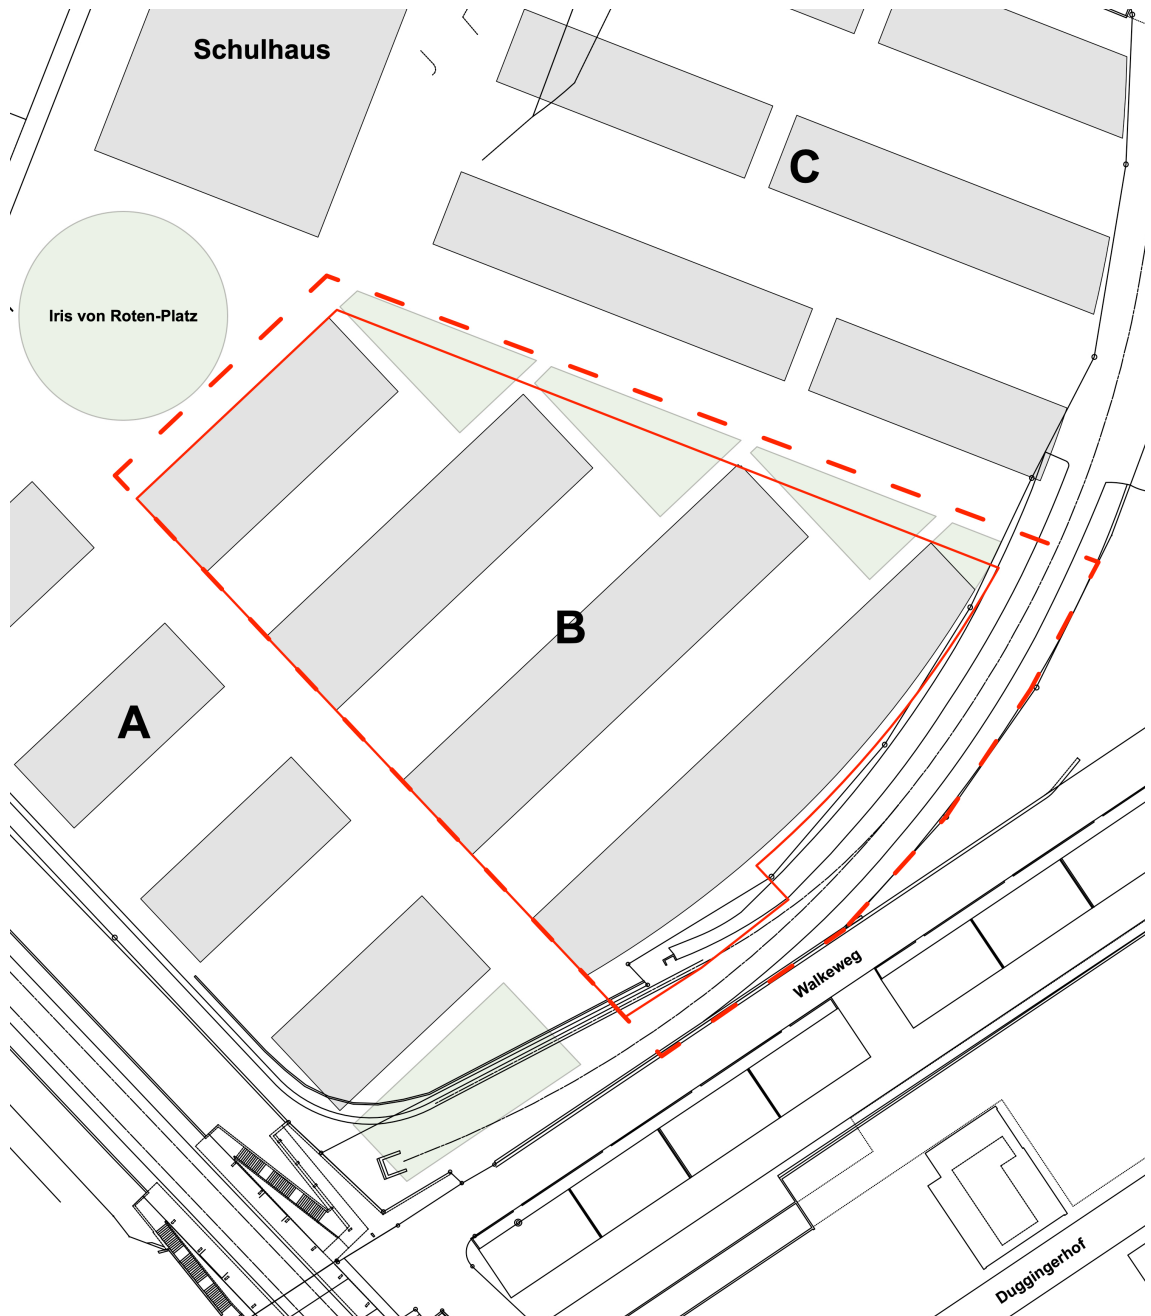 Schulhaus
C
Iris von Roten-Platz
B
A
Walkeweg
Duggingerhof